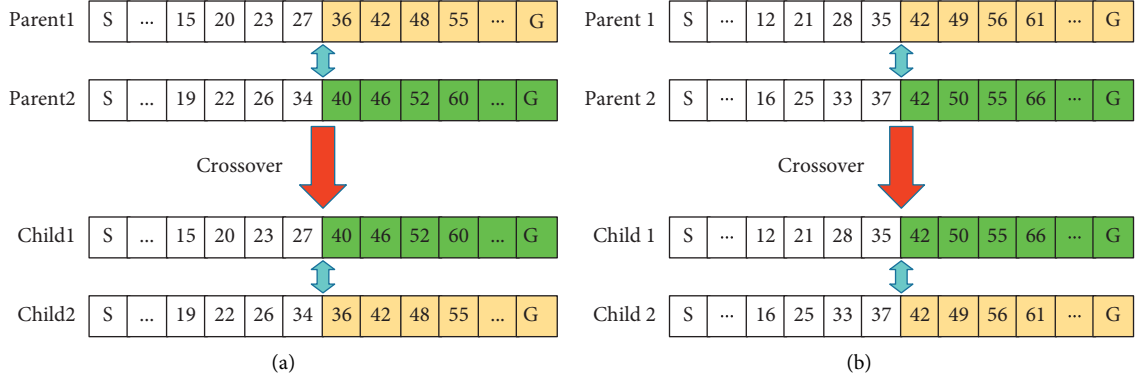 Parent1 S ... 15 20 23 27 36 42 48 55 ... G
Parent2 S ... 19 22 26 34 40 46 52 60 ... G
Crossover
Child1 S ... 15 20 23 27 40 46 52 60 ... G
Child2 S ... 19 22 26 34 36 42 48 55 ... G
(a)
Parent 1 S ... 12 21 28 35 42 49 56 61 ... G
Parent 2 S ... 16 25 33 37 42 50 55 66 ... G
Crossover
Child 1 S ... 12 21 28 35 42 50 55 66 ... G
Child 2 S ... 16 25 33 37 42 49 56 61 ... G
(b)